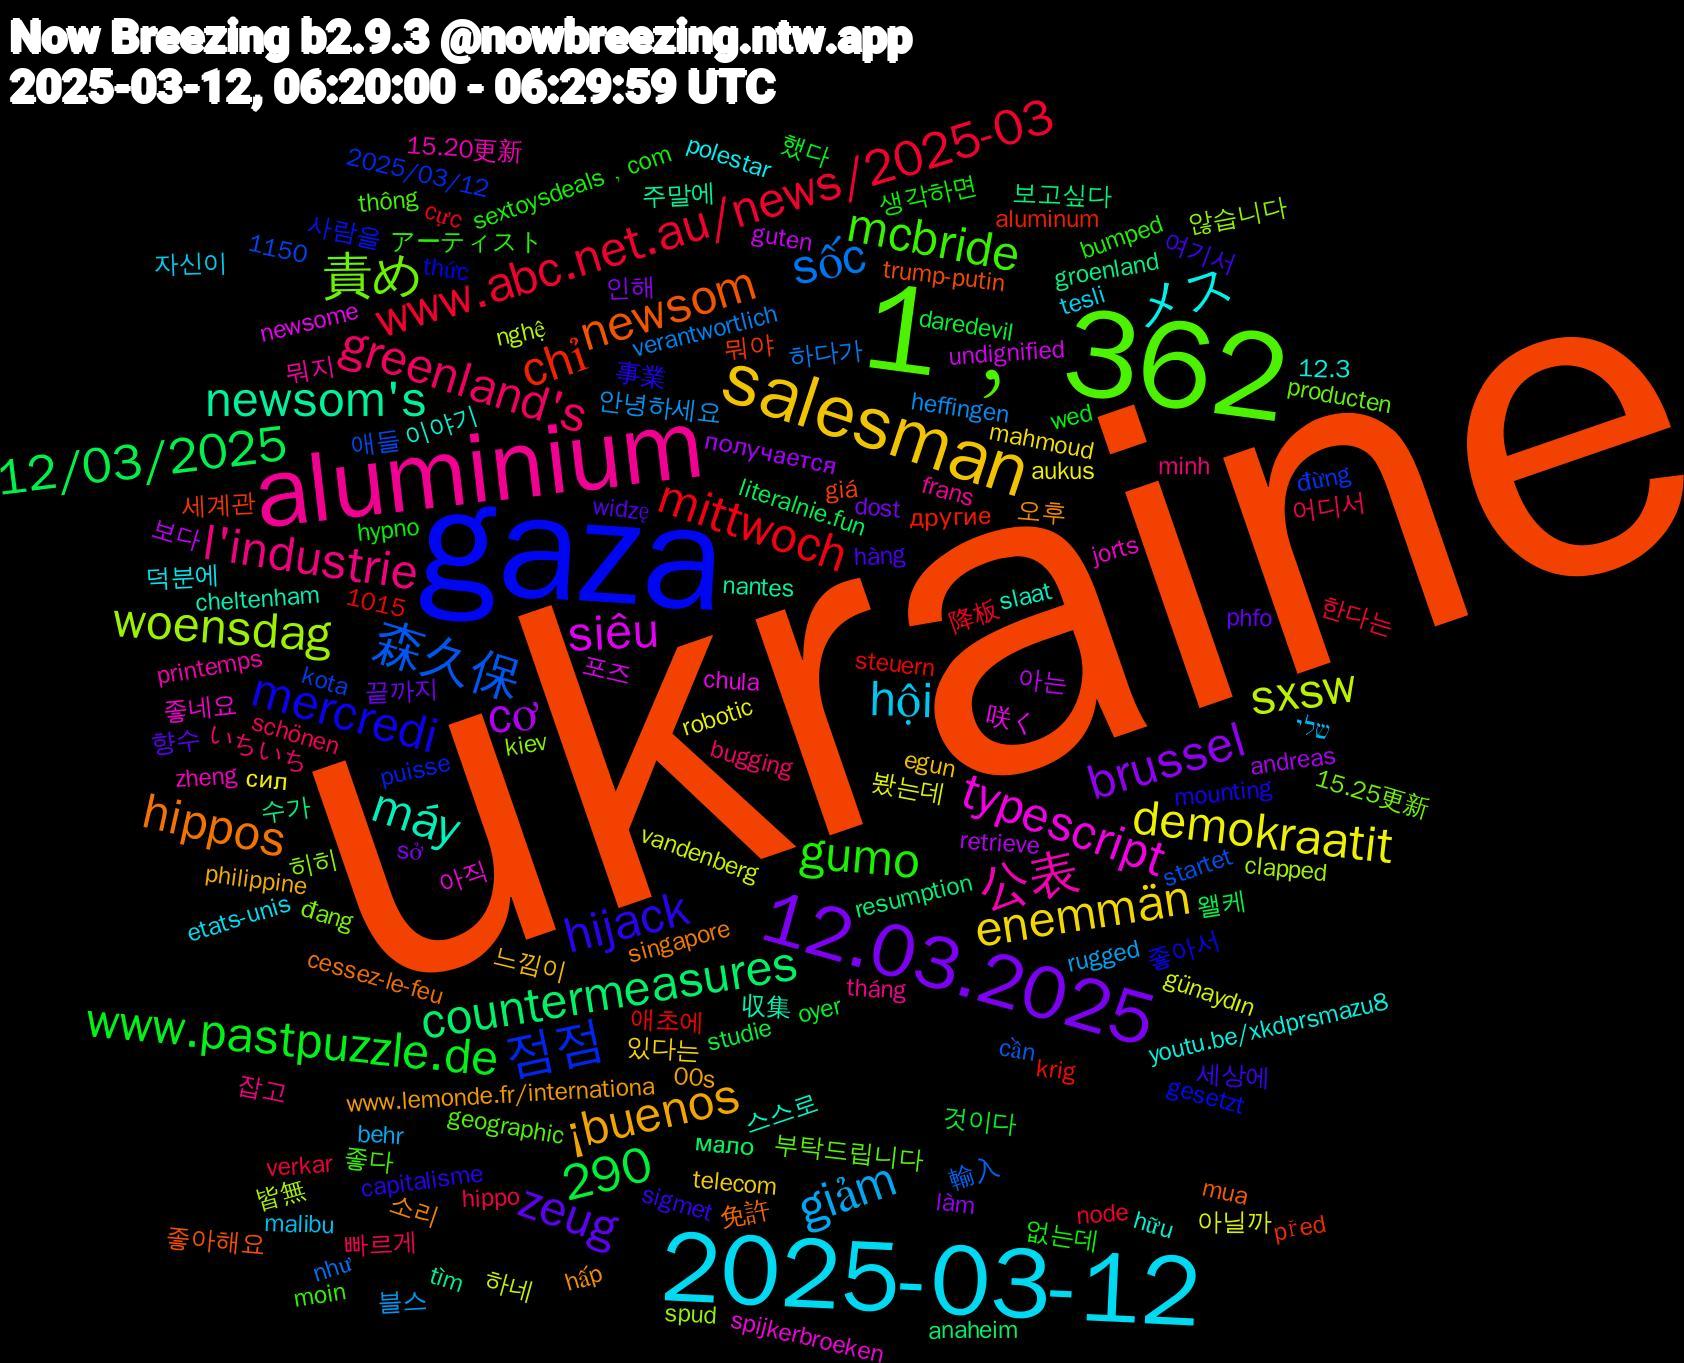 Now Breezing b2.9.3 @nowbreezing.ntw.app
2025-03-12, 06:20:00 - 06:29:59 UTC
15.20更新
polestar
했다
2025/03/12
sextoysdeals，com
주말에
생각하면
보고싶다
thông
cực
アーティスト
aluminum
않습니다
사람을
www.abc.net.au/news/2025-03
mcbride
bumped
guten
1150
責め
sốc
groenland
여기서
자신이
thức
trump-putin
メス
인해
newsom
1，362
tesli
newsome
nghệ
verantwortlich
daredevil
뭐야
chỉ
greenland's
뭐지
하다가
undignified
12.3
事業
salesman
newsom's
producten
안녕하세요
heffingen
wed
이야기
애들
mahmoud
ukraine
12/03/2025
aluminium
получается
aukus
minh
đừng
literalnie.fun
frans
giá
세계관
보다
widzę
dost
오후
mittwoch
другие
hypno
l'industrie
gaza
어디서
hàng
jorts
덕분에
nantes
cheltenham
1015
slaat
降板
한다는
woensdag
phfo
森久保
siêu
steuern
printemps
포즈
krig
kota
chula
아는
hội
sxsw
좋네요
끝까지
mercredi
cơ
咲く
robotic
שלי
향수
schönen
いちいち
brussel
kiev
bugging
andreas
egun
zheng
puisse
сил
máy
봤는데
mounting
수가
typescript
hippos
demokraatit
15.25更新
sở
retrieve
아직
vandenberg
gumo
公表
히히
philippine
clapped
resumption
왤케
hijack
enemmän
đang
etats-unis
singapore
rugged
좋아서
느낌이
12.03.2025
cessez-le-feu
countermeasures
tháng
günaydın
収集
皆無
www.pastpuzzle.de
점점
애초에
oyer
youtu.be/xkdprsmazu8
studie
cần
輸入
있다는
세상에
gesetzt
잡고
www.lemonde.fr/internationa
00s
스스로
geographic
¡buenos
것이다
behr
мало
부탁드립니다
좋다
verkar
capitalisme
290
telecom
giảm
sigmet
làm
hippo
소리
zeug
免許
mua
node
아닐까
malibu
좋아해요
2025-03-12
hữu
없는데
빠르게
před
như
tìm
hấp
하네
moin
블스
spud
anaheim
spijkerbroeken
startet